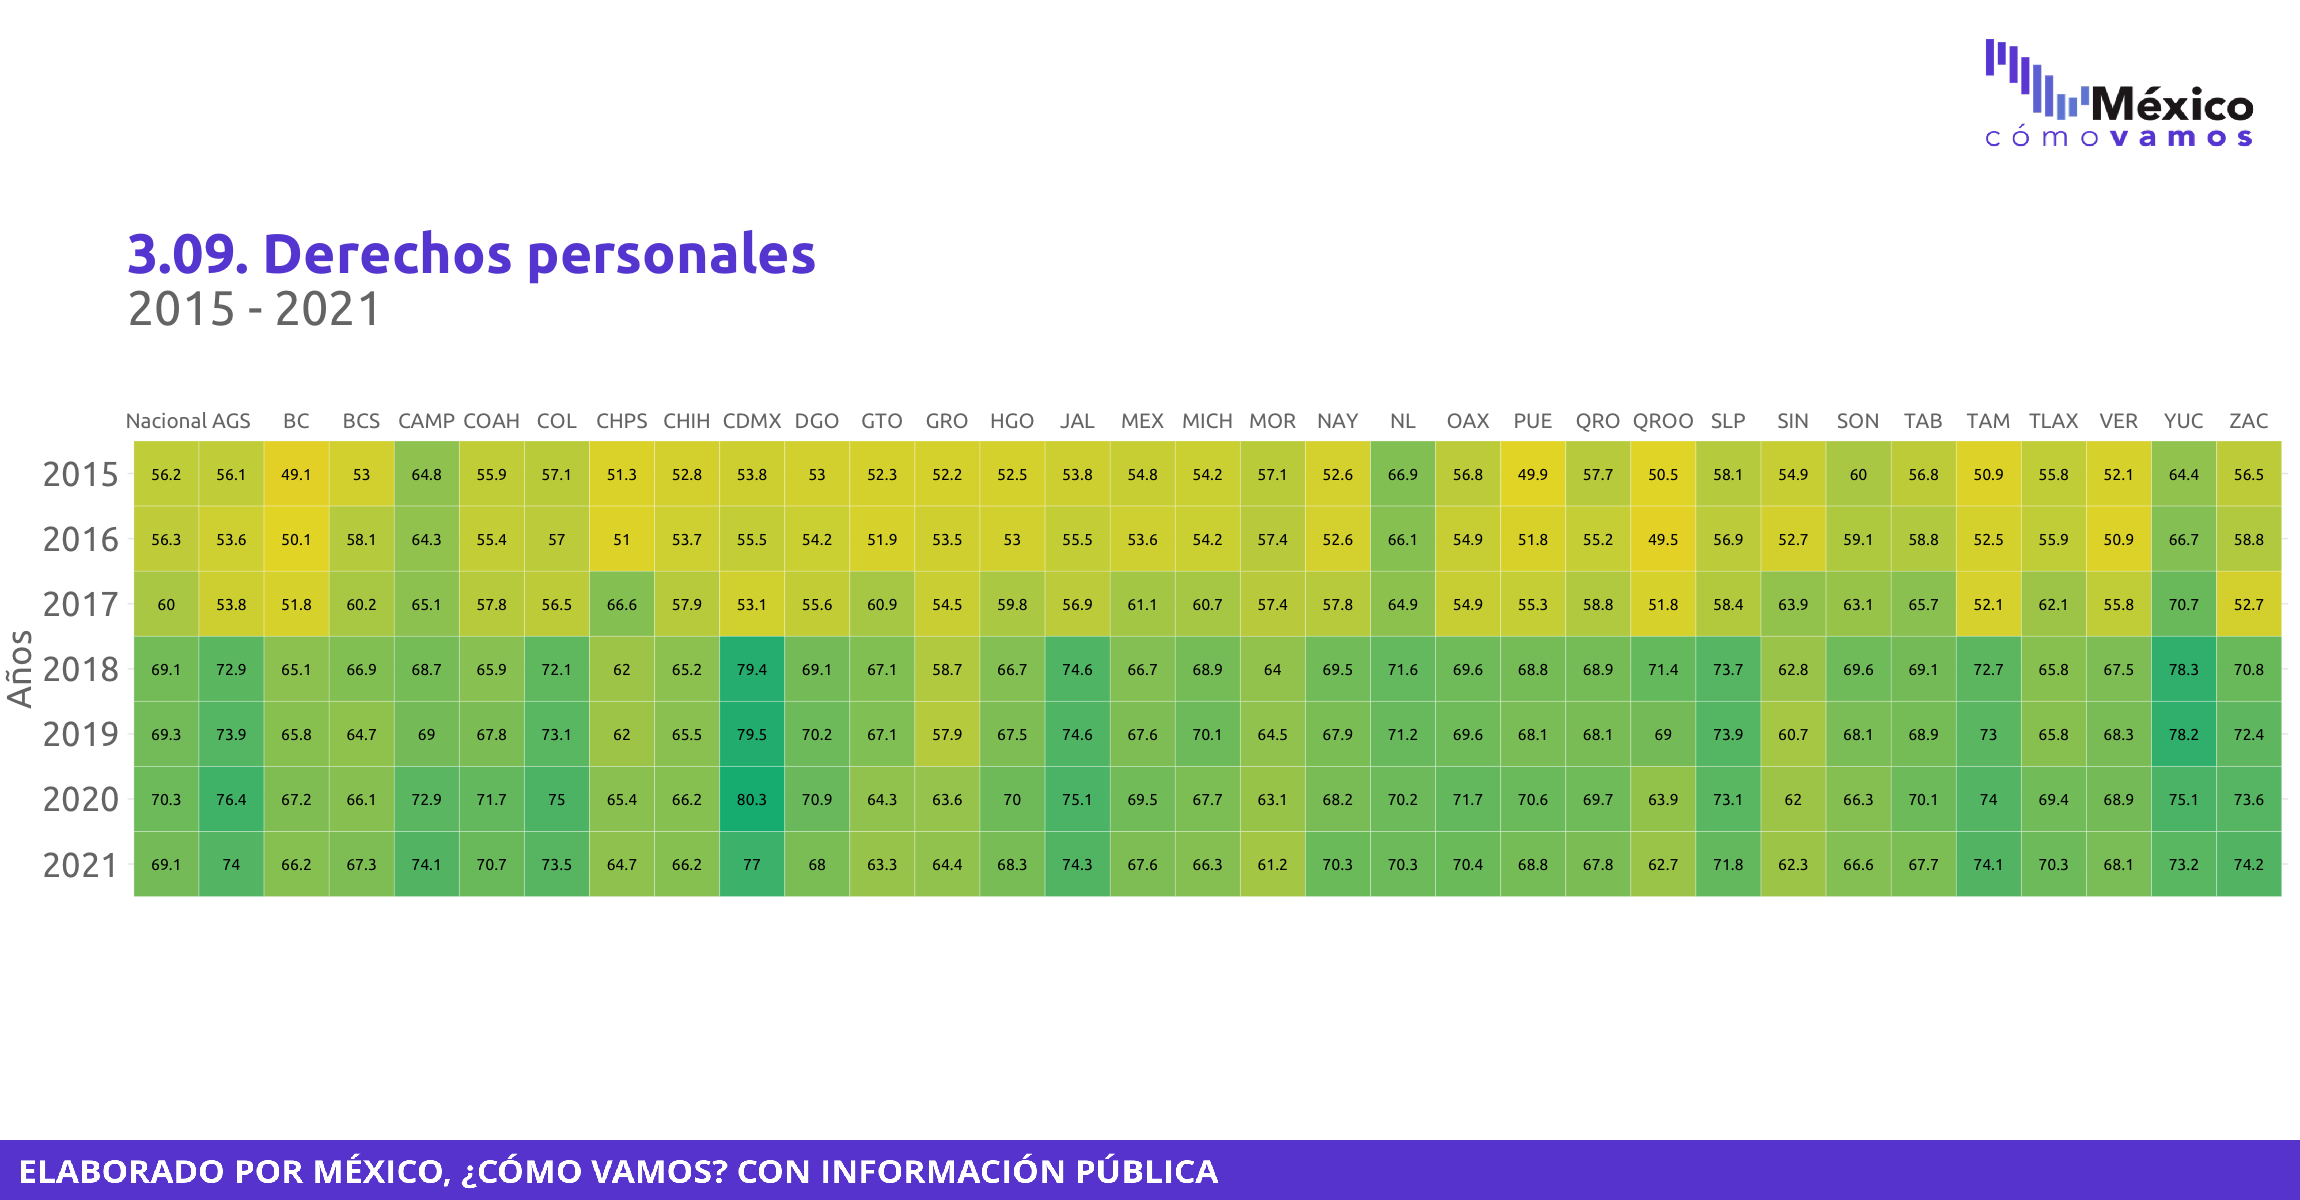 México
cómovamos
3.09. Derechos personales
2015 - 2021
Nacional AGS BC BCS CAMP COAH COL CHPS CHIH CDMX DGO GTO GRO HGO JAL MEX MICH MOR NAY NL OAX PUE QRO QROO SLP SIN SON TAB TAM TLAX VER YUC ZAC
2015 56.2 56.1 49.1 53 64.8 55.9 57.1 51.3 52.8 53.8 53 52.3 52.2 52.5 53.8 54.8 54.2 57.1 52.6 66.9 56.8 49.9 57.7 50.5 58.1 54.9 60 56.8 50.9 55.8 52.1 64.4 56.5
2016 56.3 53.6 50.1 58.1 64.3 55.4 57 51 53.7 55.5 54.2 51.9 53.5 53 55.5 53.6 54.2 57.4 52.6 66.1 54.9 51.8 55.2 49.5 56.9 52.7 59.1 58.8 52.5 55.9 50.9 66.7 58.8
2017 60 53.8 51.8 60.2 65.1 57.8 56.5 66.6 57.9 53.1 55.6 60.9 54.5 59.8 56.9 61.1 60.7 57.4 57.8 64.9 54.9 55.3 58.8 51.8 58.4 63.9 63.1 65.7 52.1 62.1 55.8 70.7 52.7
Años
2018 69.1 72.9 65.1 66.9 68.7 65.9 72.1 62 65.2 79.4 69.1 67.1 58.7 66.7 74.6 66.7 68.9 64 69.5 71.6 69.6 68.8 68.9 71.4 73.7 62.8 69.6 69.1 72.7 65.8 67.5 78.3 70.8
2019 69.3 73.9 65.8 64.7 69 67.8 73.1 62 65.5 79.5 70.2 67.1 57.9 67.5 74.6 67.6 70.1 64.5 67.9 71.2 69.6 68.1 68.1 69 73.9 60.7 68.1 68.9 73 65.8 68.3 78.2 72.4
2020 70.3 76.4 67.2 66.1 72.9 71.7 75 65.4 66.2 80.3 70.9 64.3 63.6 70 75.1 69.5 67.7 63.1 68.2 70.2 71.7 70.6 69.7 63.9 73.1 62 66.3 70.1 74 69.4 68.9 75.1 73.6
2021 69.1 74 66.2 67.3 74.1 70.7 73.5 64.7 66.2 77 68 63.3 64.4 68.3 74.3 67.6 66.3 61.2 70.3 70.3 70.4 68.8 67.8 62.7 71.8 62.3 66.6 67.7 74.1 70.3 68.1 73.2 74.2
ELABORADO POR MÉXICO, ¿CÓMO VAMOS? CON INFORMACIÓN PÚBLICA